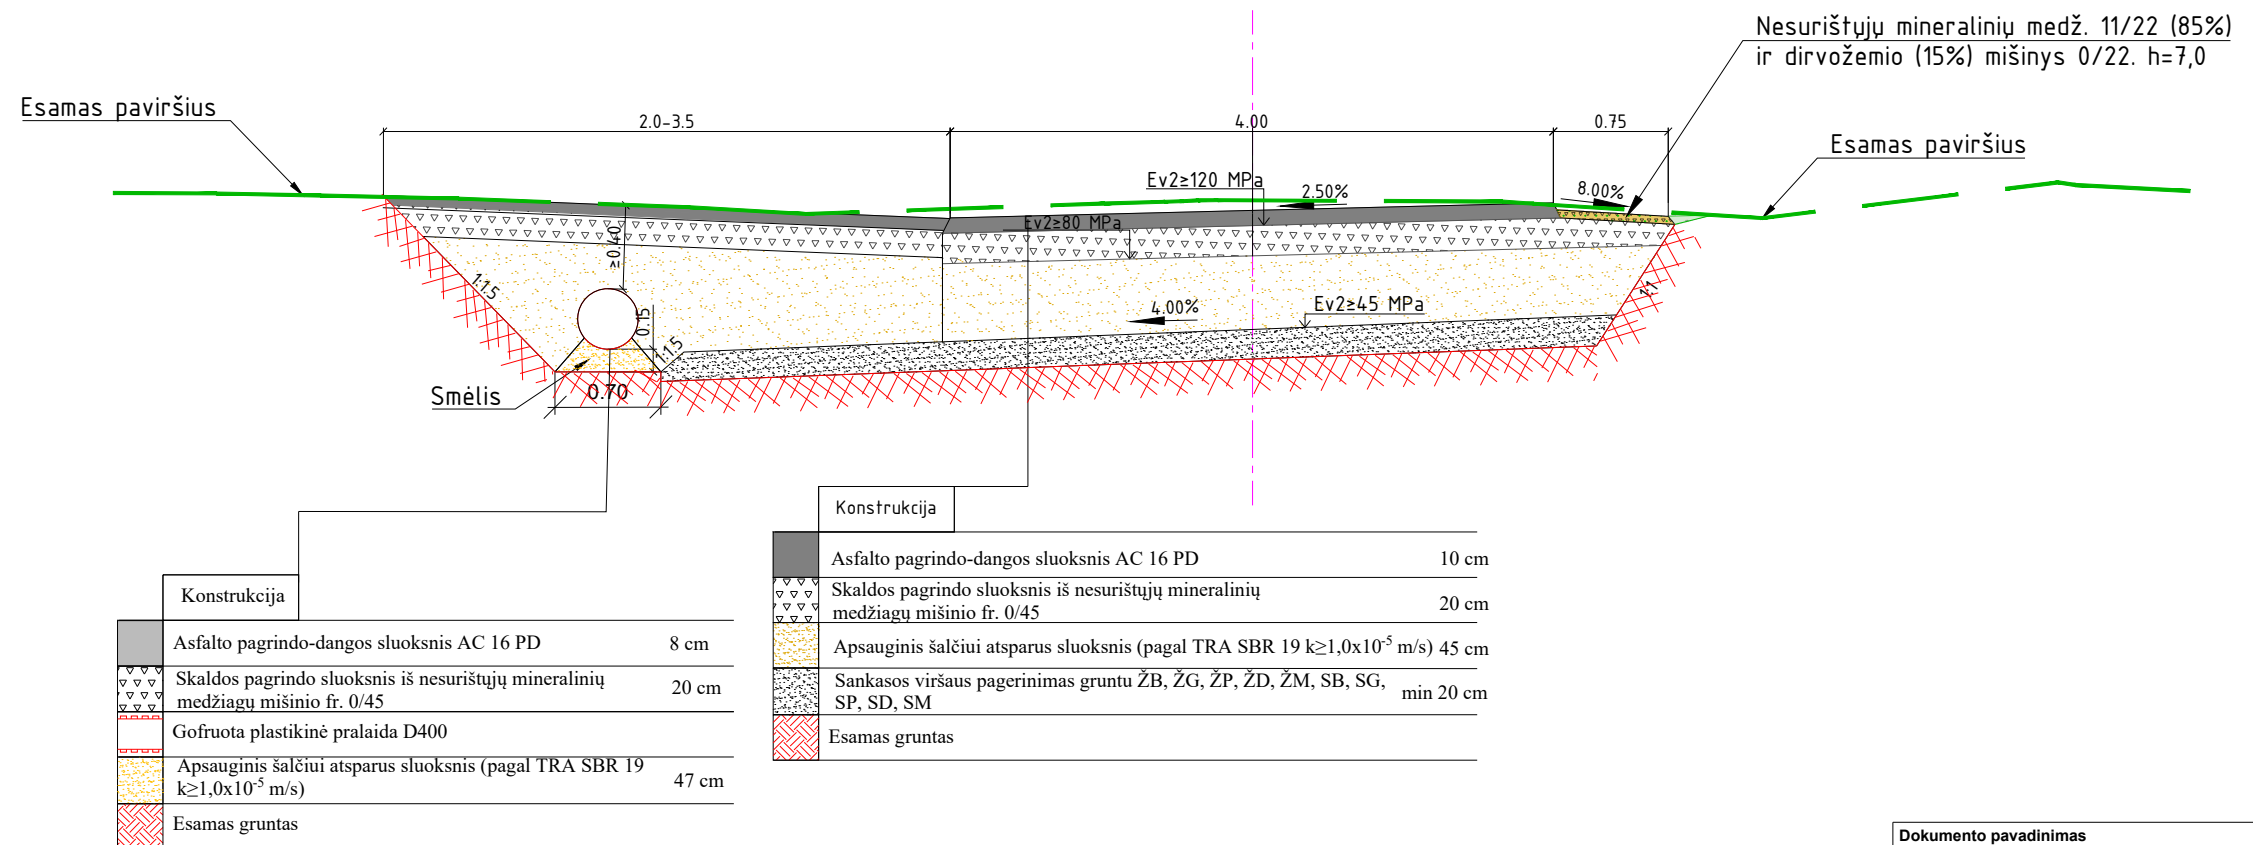 Nesurištųjų mineralinių medž. 11/22 (85%)
ir dirvožemio (15%) mišinys 0/22. h=7,0
Esamas paviršius
2.0-3.5
4.00
0.75
Esamas paviršius
Ev2≥120 MPa
2.50%
8.00%
Ev2≥80 MPa
≥0.40
1:1.5
1:1
4.00%
Ev2≥45 MPa
0.15
1:1.5
Smėlis
0.70
Konstrukcija
Asfalto pagrindo-dangos sluoksnis AC 16 PD 10 cm
Skaldos pagrindo sluoksnis iš nesurištųjų mineralinių
medžiagų mišinio fr. 0/45 20 cm
Apsauginis šalčiui atsparus sluoksnis (pagal TRA SBR 19 k≥1,0x10⁻⁵ m/s) 45 cm
Sankasos viršaus pagerinimas gruntu ŽB, ŽG, ŽP, ŽD, ŽM, SB, SG,
SP, SD, SM min 20 cm
Esamas gruntas
Konstrukcija
Asfalto pagrindo-dangos sluoksnis AC 16 PD 8 cm
Skaldos pagrindo sluoksnis iš nesurištųjų mineralinių
medžiagų mišinio fr. 0/45 20 cm
Gofruota plastikinė pralaida D400
Apsauginis šalčiui atsparus sluoksnis (pagal TRA SBR 19
k≥1,0x10⁻⁵ m/s) 47 cm
Esamas gruntas
Dokumento pavadinimas